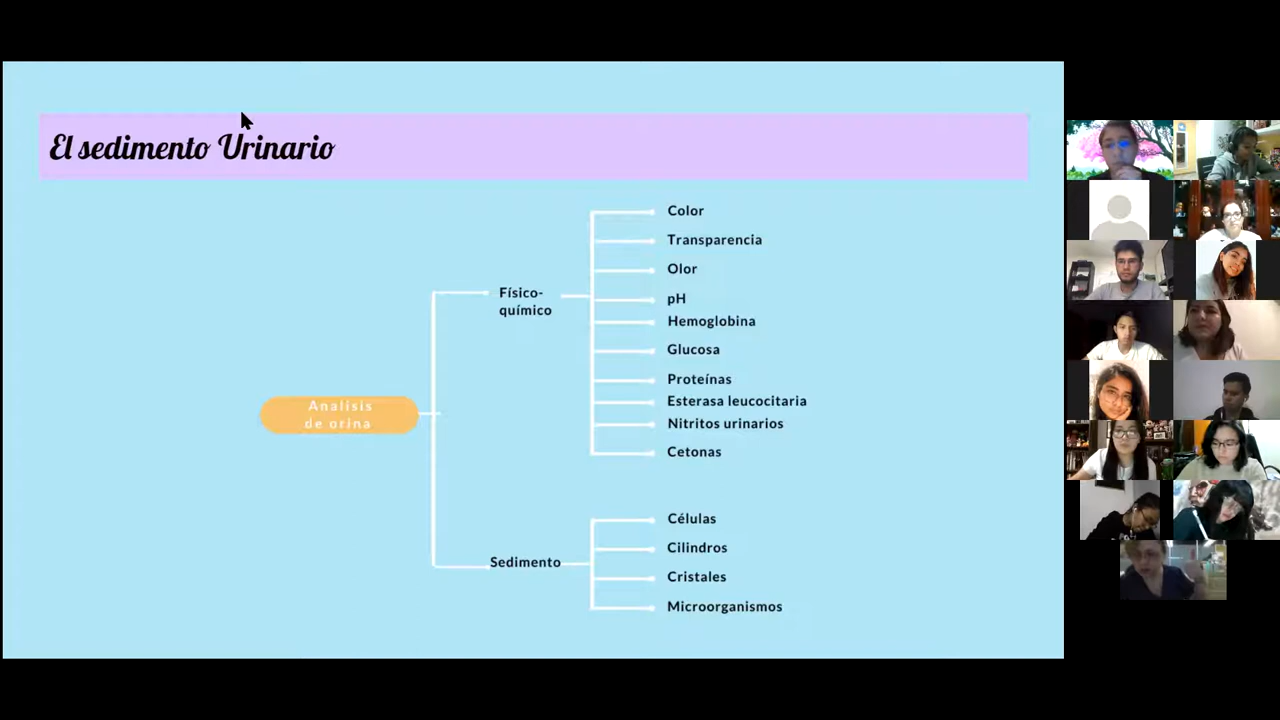 El sedimento Urinario
Color
Transparencia
Olor
Físico-
químico
pH
Hemoglobina
Glucosa
Proteínas
Esterasa leucocitaria
Nitritos urinarios
Cetonas
Analisis
de orina
Células
Sedimento
Cilindros
Cristales
Microorganismos